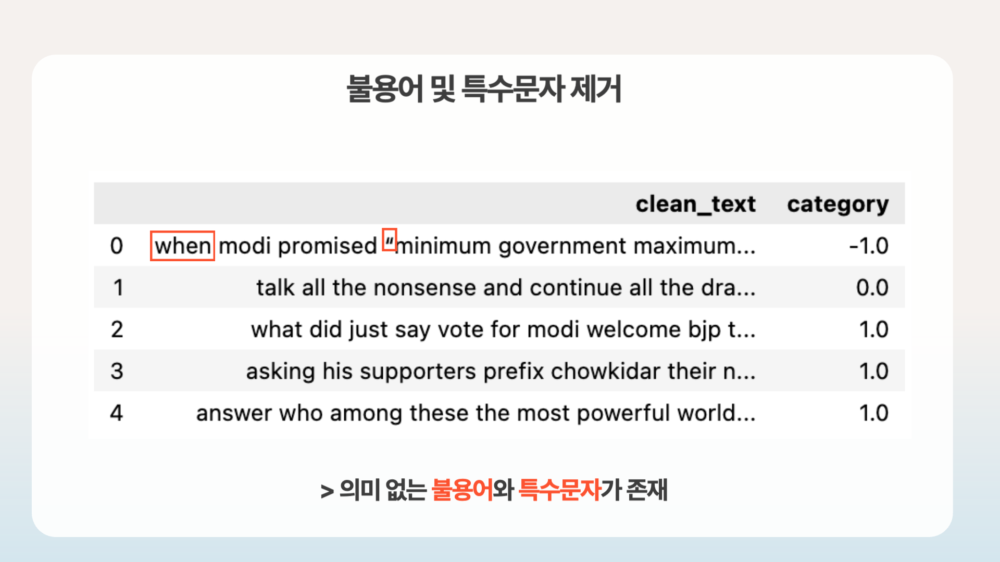 불용어 및 특수문자 제거
clean_text category
0 when modi promised “minimum government maximum... -1.0
1 talk all the nonsense and continue all the dra... 0.0
2 what did just say vote for modi welcome bjp t... 1.0
3 asking his supporters prefix chowkidar their n... 1.0
4 answer who among these the most powerful world... 1.0
> 의미 없는 불용어와 특수문자가 존재